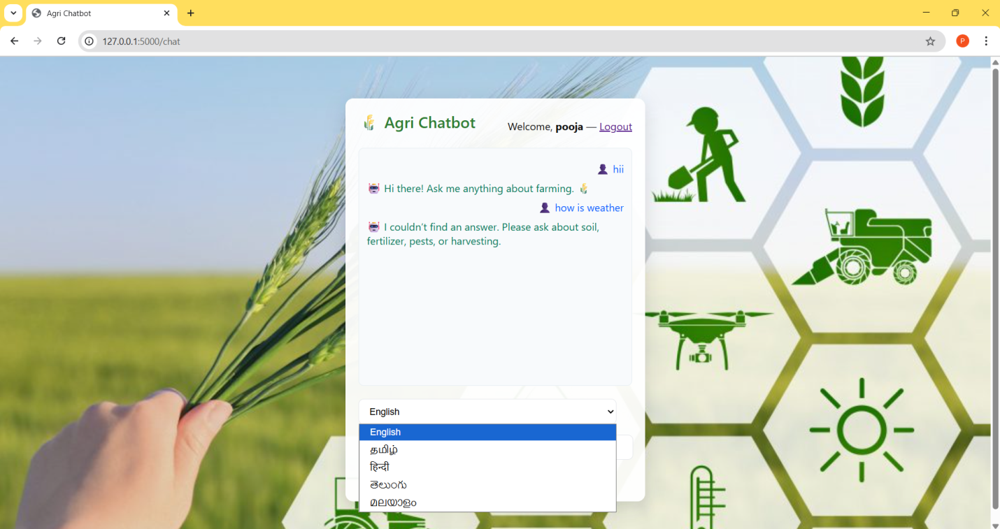 Agri Chatbot
127.0.0.1:5000/chat
P
Agri Chatbot
Welcome, pooja — Logout
hii
Hi there! Ask me anything about farming.
how is weather
I couldn't find an answer. Please ask about soil,
fertilizer, pests, or harvesting.
English
English
தமிழ்
हिन्दी
తెలుగు
മലയാളം